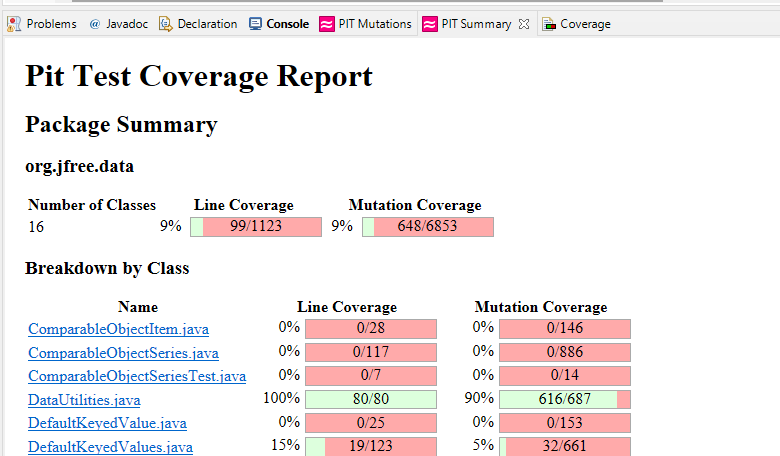 Problems @ Javadoc Declaration Console PIT Mutations PIT Summary Coverage
Pit Test Coverage Report
Package Summary
org.jfree.data
Number of Classes Line Coverage Mutation Coverage
16 9% 99/1123 9% 648/6853
Breakdown by Class
Name Line Coverage Mutation Coverage
ComparableObjectItem.java 0% 0/28 0% 0/146
ComparableObjectSeries.java 0% 0/117 0% 0/886
ComparableObjectSeriesTest.java 0% 0/7 0% 0/14
DataUtilities.java 100% 80/80 90% 616/687
DefaultKeyedValue.java 0% 0/25 0% 0/153
DefaultKeyedValues.java 15% 19/123 5% 32/661